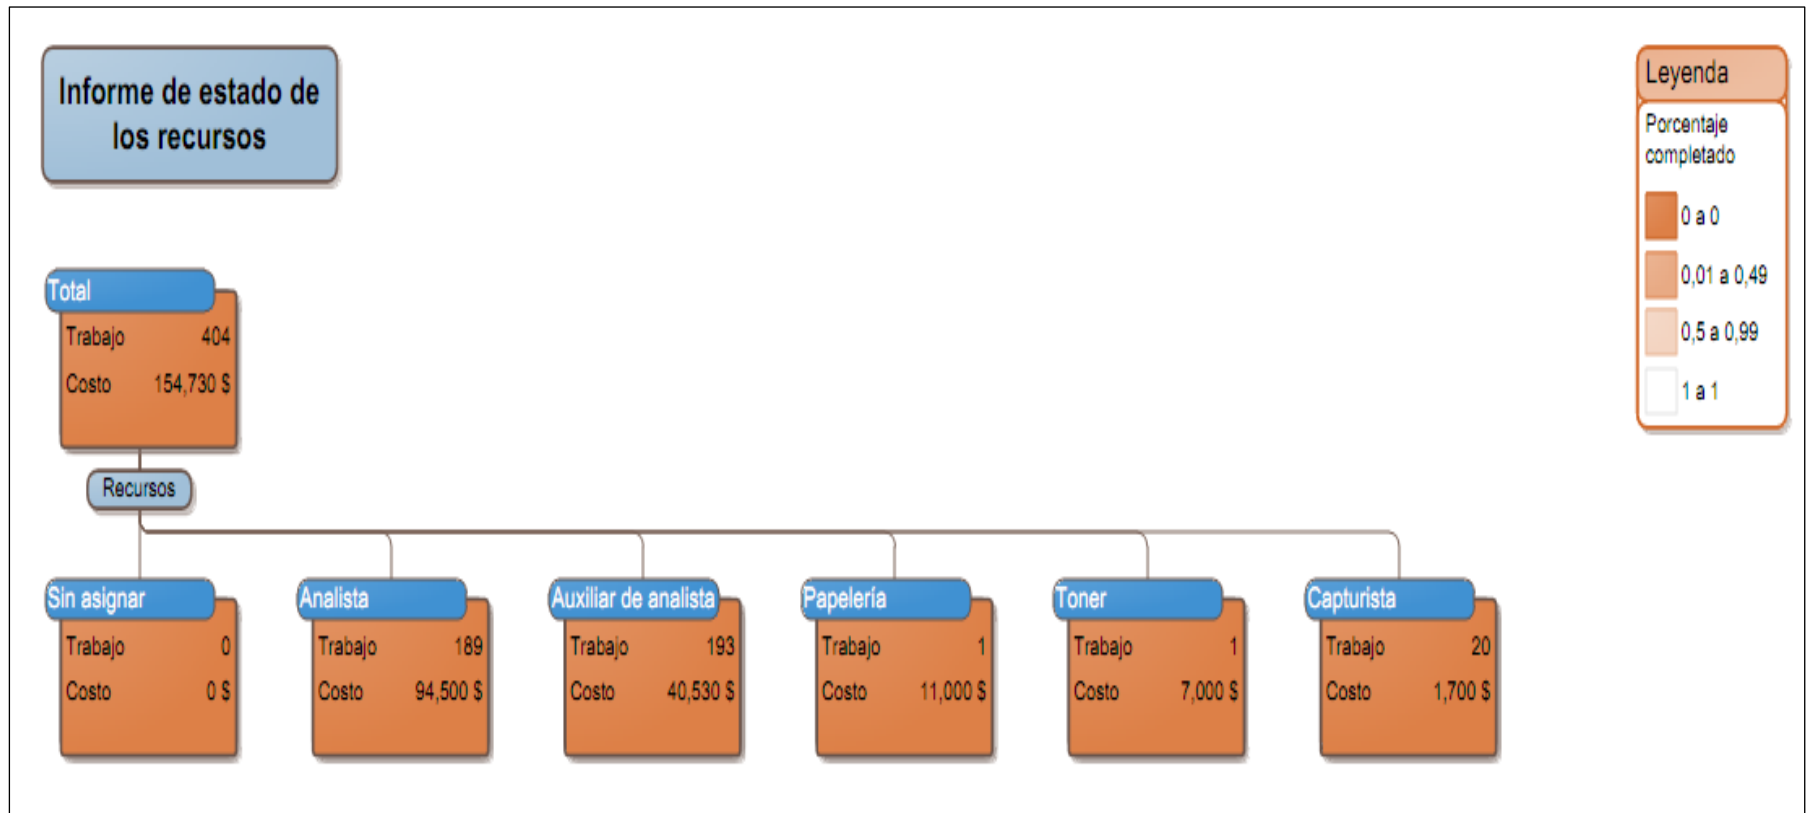 Informe de estado de
los recursos
Leyenda
Porcentaje
completado
0 a 0
0,01 a 0,49
0,5 a 0,99
1 a 1
Total
Trabajo 404
Costo 154,730 $
Recursos
Sin asignar
Trabajo 0
Costo 0 $
Analista
Trabajo 189
Costo 94,500 $
Auxiliar de analista
Trabajo 193
Costo 40,530 $
Papelería
Trabajo 1
Costo 11,000 $
Toner
Trabajo 1
Costo 7,000 $
Capturista
Trabajo 20
Costo 1,700 $